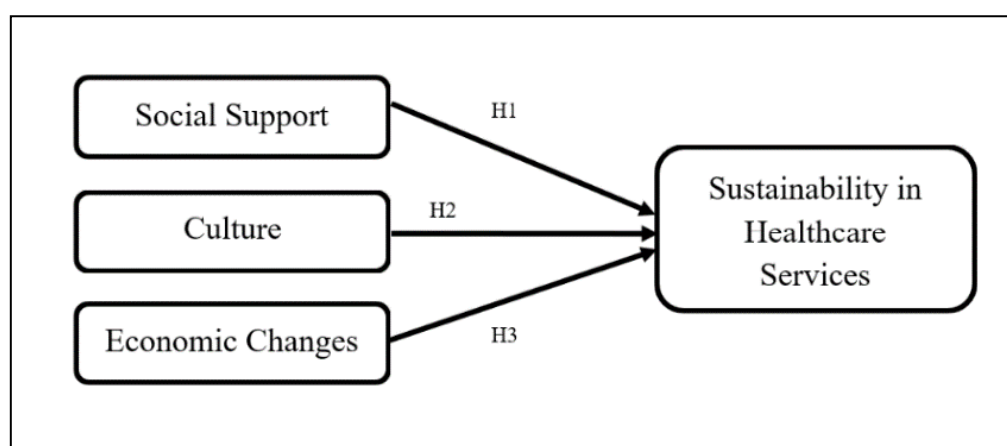 Social Support
H1
Culture
H2
Economic Changes
H3
Sustainability in
Healthcare
Services